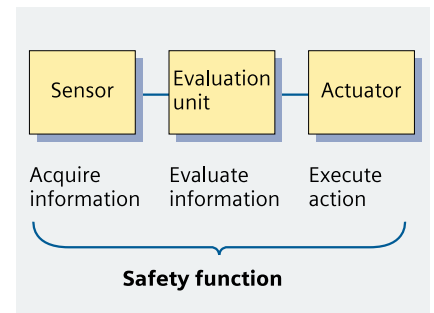 Sensor
Evaluation
unit
Actuator
Acquire
information
Evaluate
information
Execute
action
Safety function